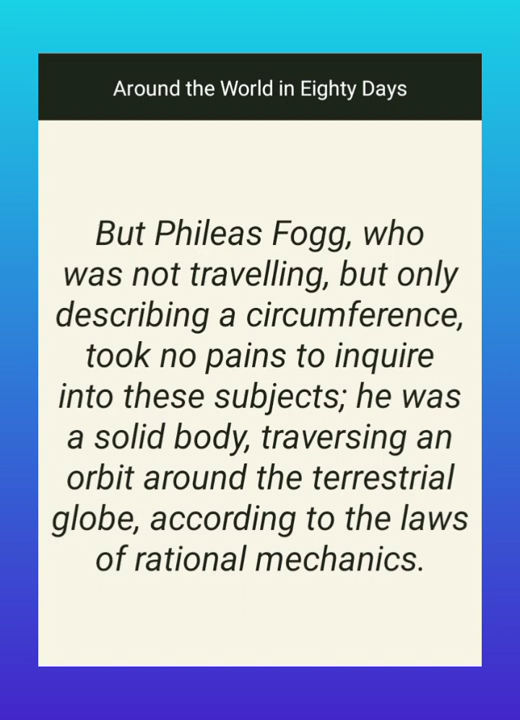 Around the World in Eighty Days
But Phileas Fogg, who
was not travelling, but only
describing a circumference,
took no pains to inquire
into these subjects; he was
a solid body, traversing an
orbit around the terrestrial
globe, according to the laws
of rational mechanics.